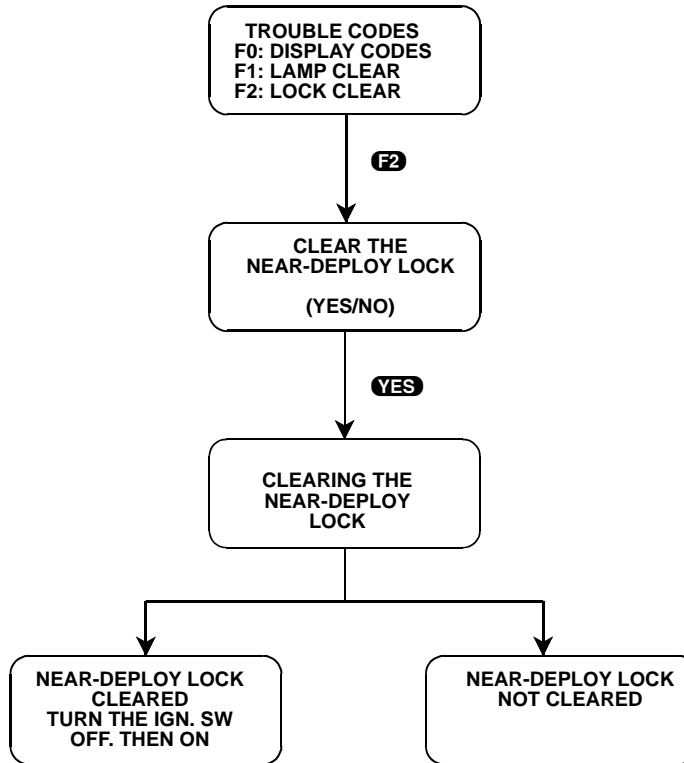 TROUBLE CODES
F0: DISPLAY CODES
F1: LAMP CLEAR
F2: LOCK CLEAR
F2
CLEAR THE
NEAR-DEPLOY LOCK
(YES/NO)
YES
CLEARING THE
NEAR-DEPLOY
LOCK
NEAR-DEPLOY LOCK
CLEARED
TURN THE IGN. SW
OFF. THEN ON
NEAR-DEPLOY LOCK
NOT CLEARED